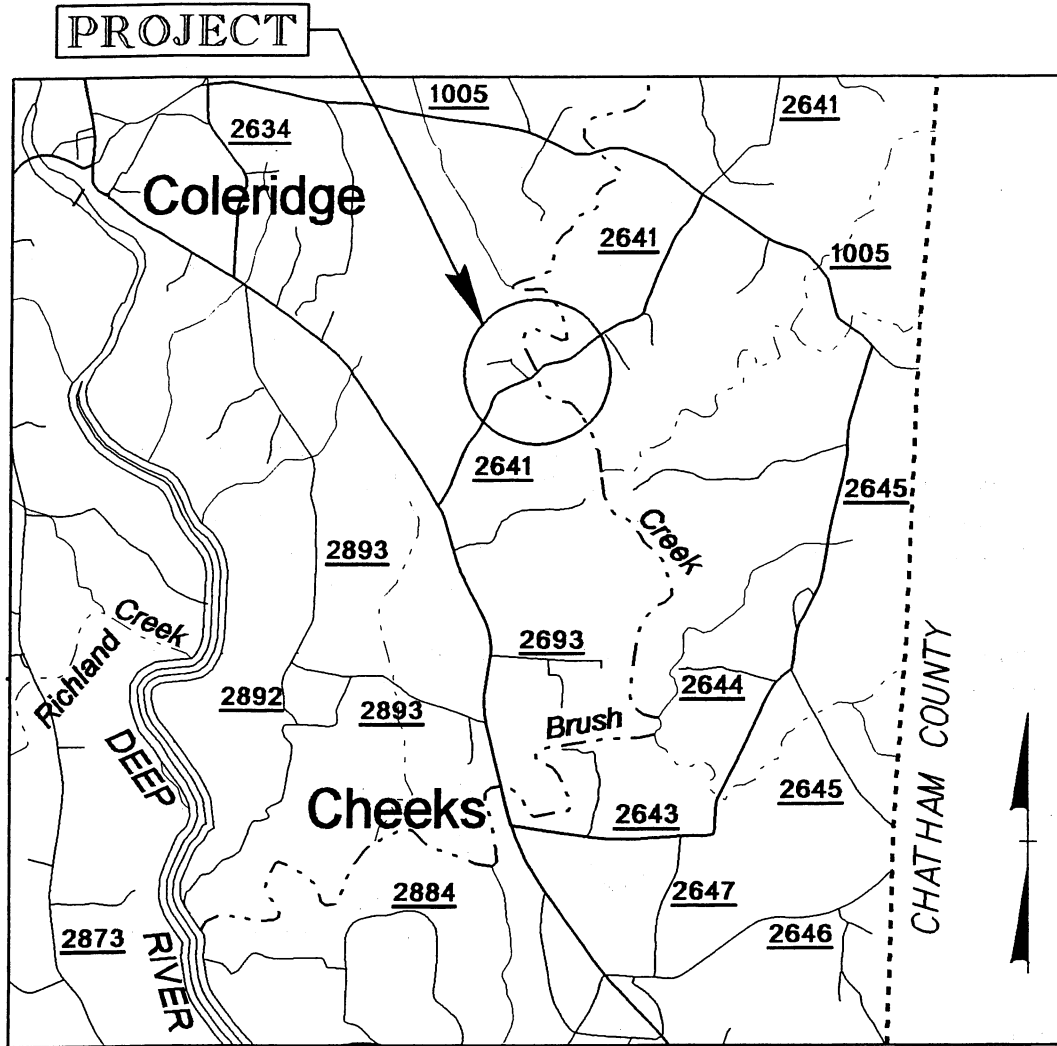 PROJECT
1005
2641
2634
Coleridge
2641
1005
2641
2645
Creek
2893
Richland Creek
2693
2892
2893
2644
Brush
DEEP RIVER
Cheeks
2643
2645
CHATHAM COUNTY
2884
2647
2873
2646